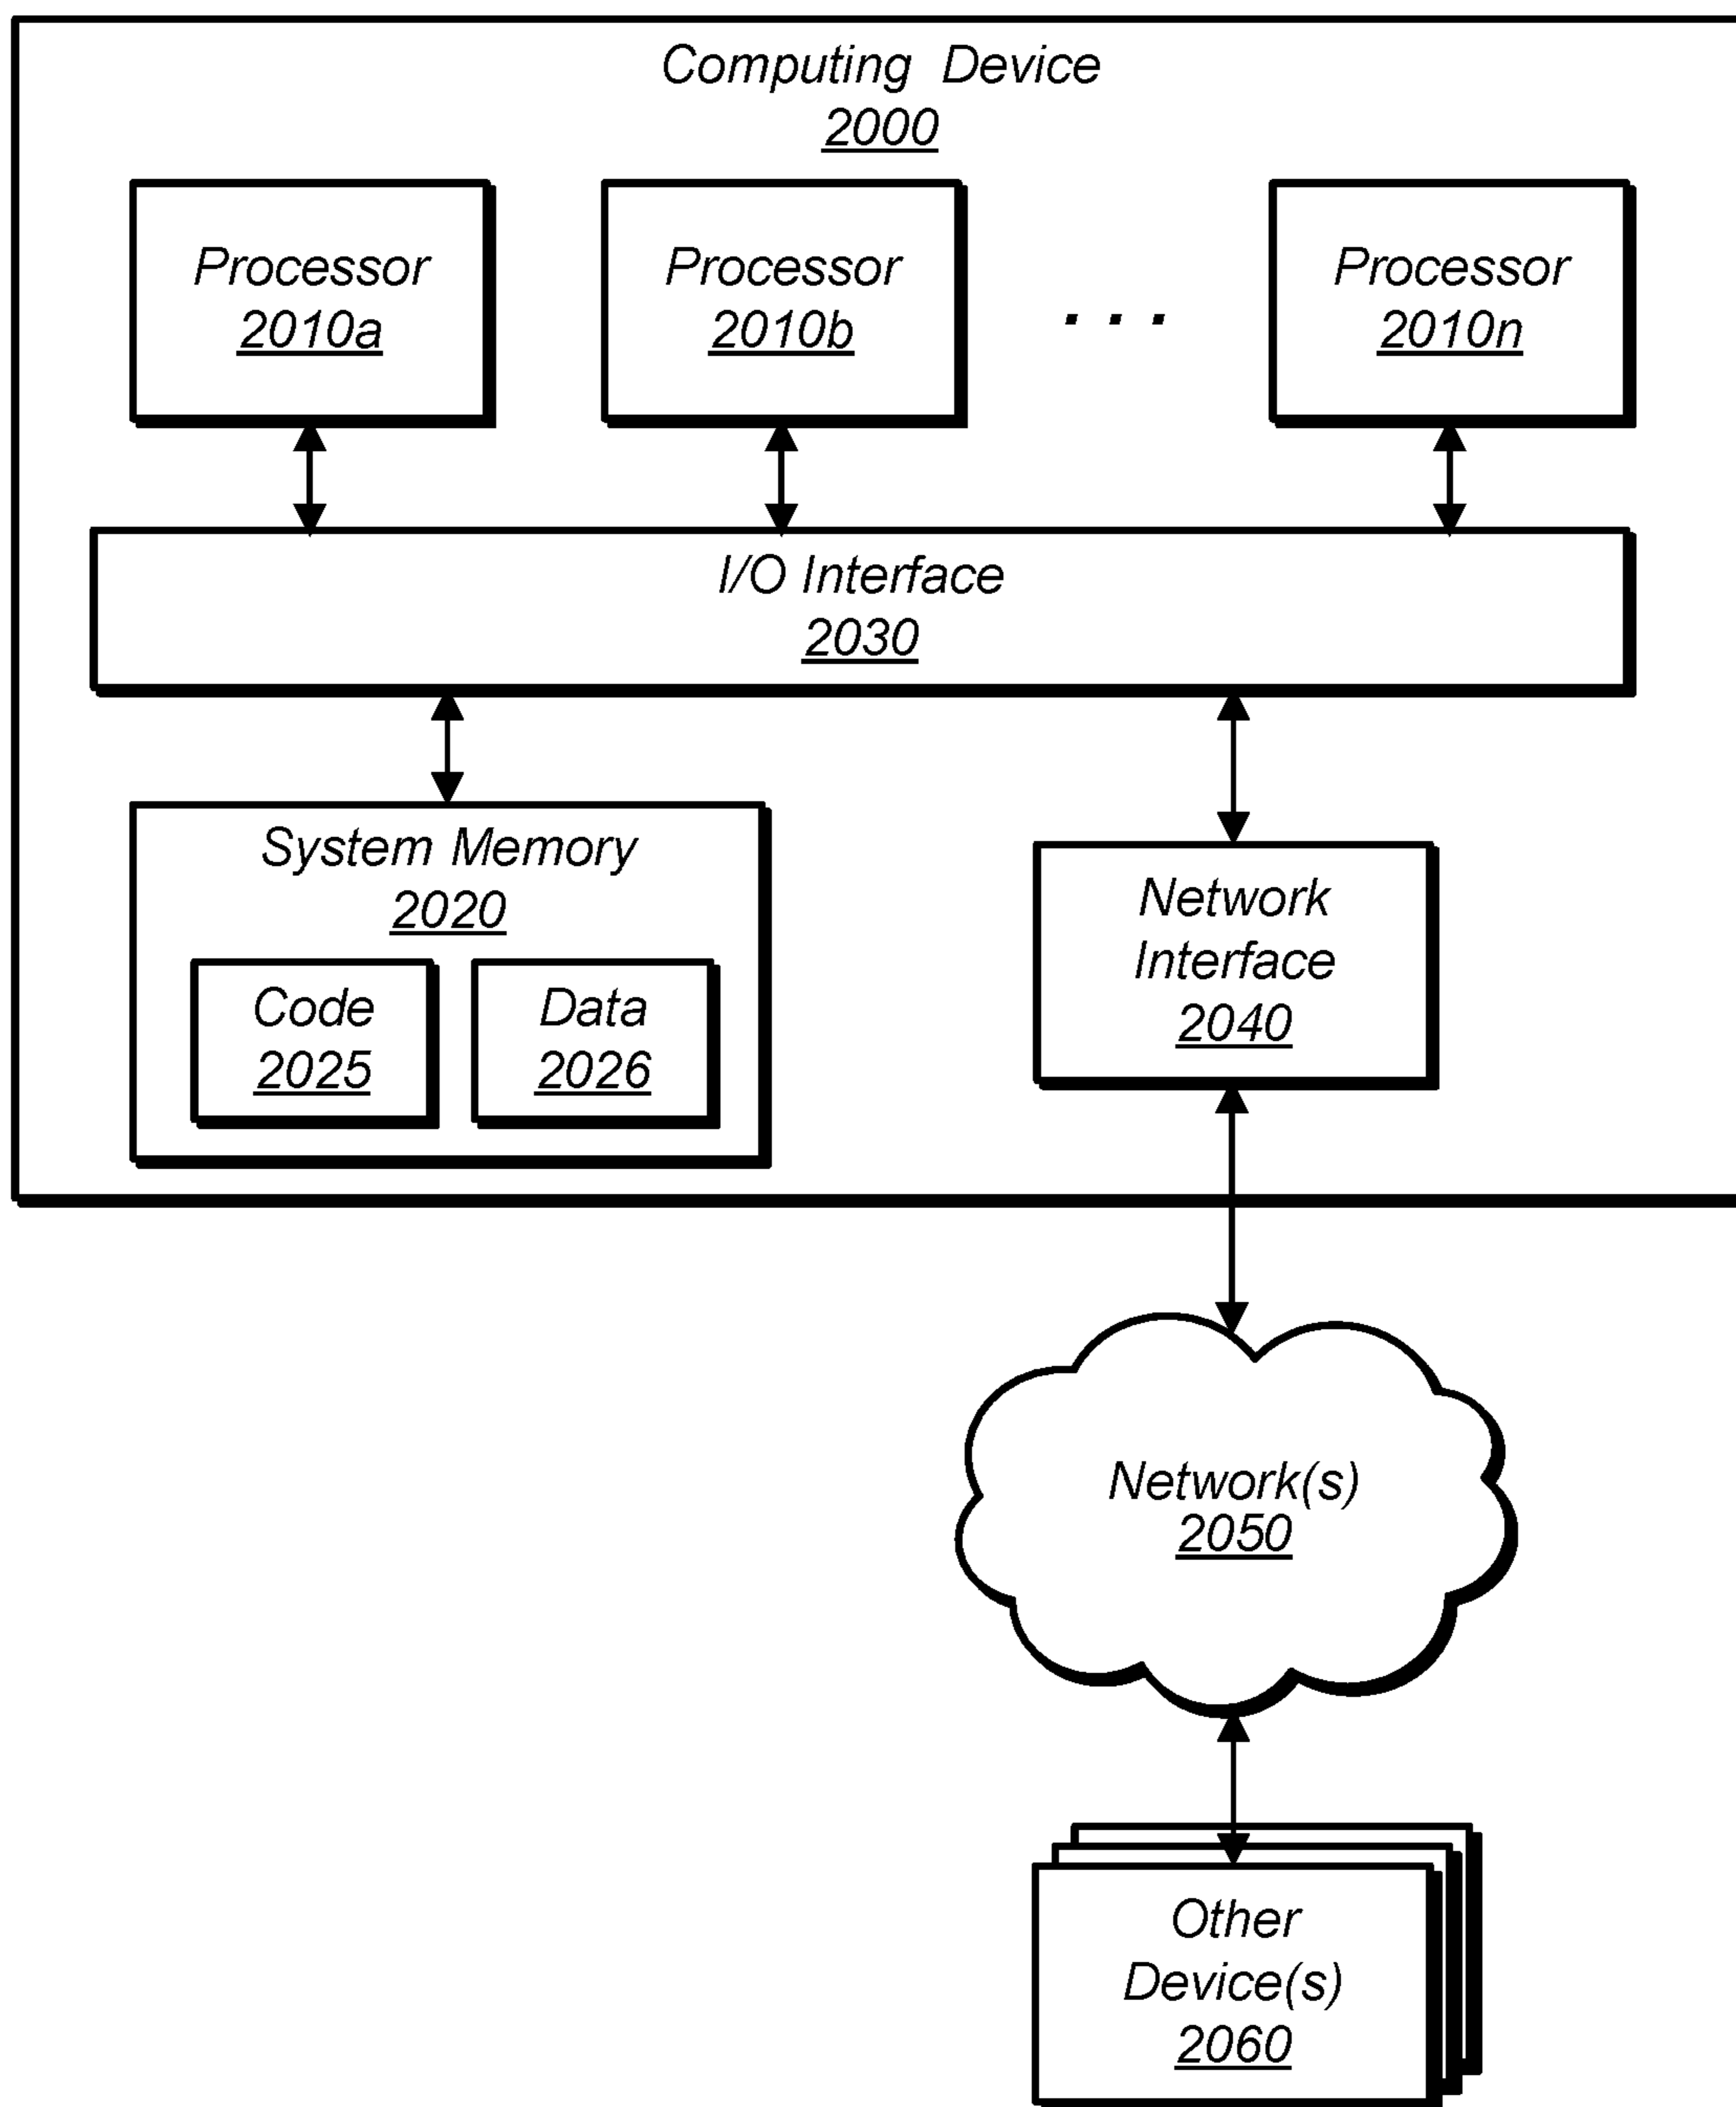 Computing Device
2000
Processor
2010a
Processor
2010b
. . .
Processor
2010n
I/O Interface
2030
System Memory
2020
Code
2025
Data
2026
Network
Interface
2040
Network(s)
2050
Other
Device(s)
2060